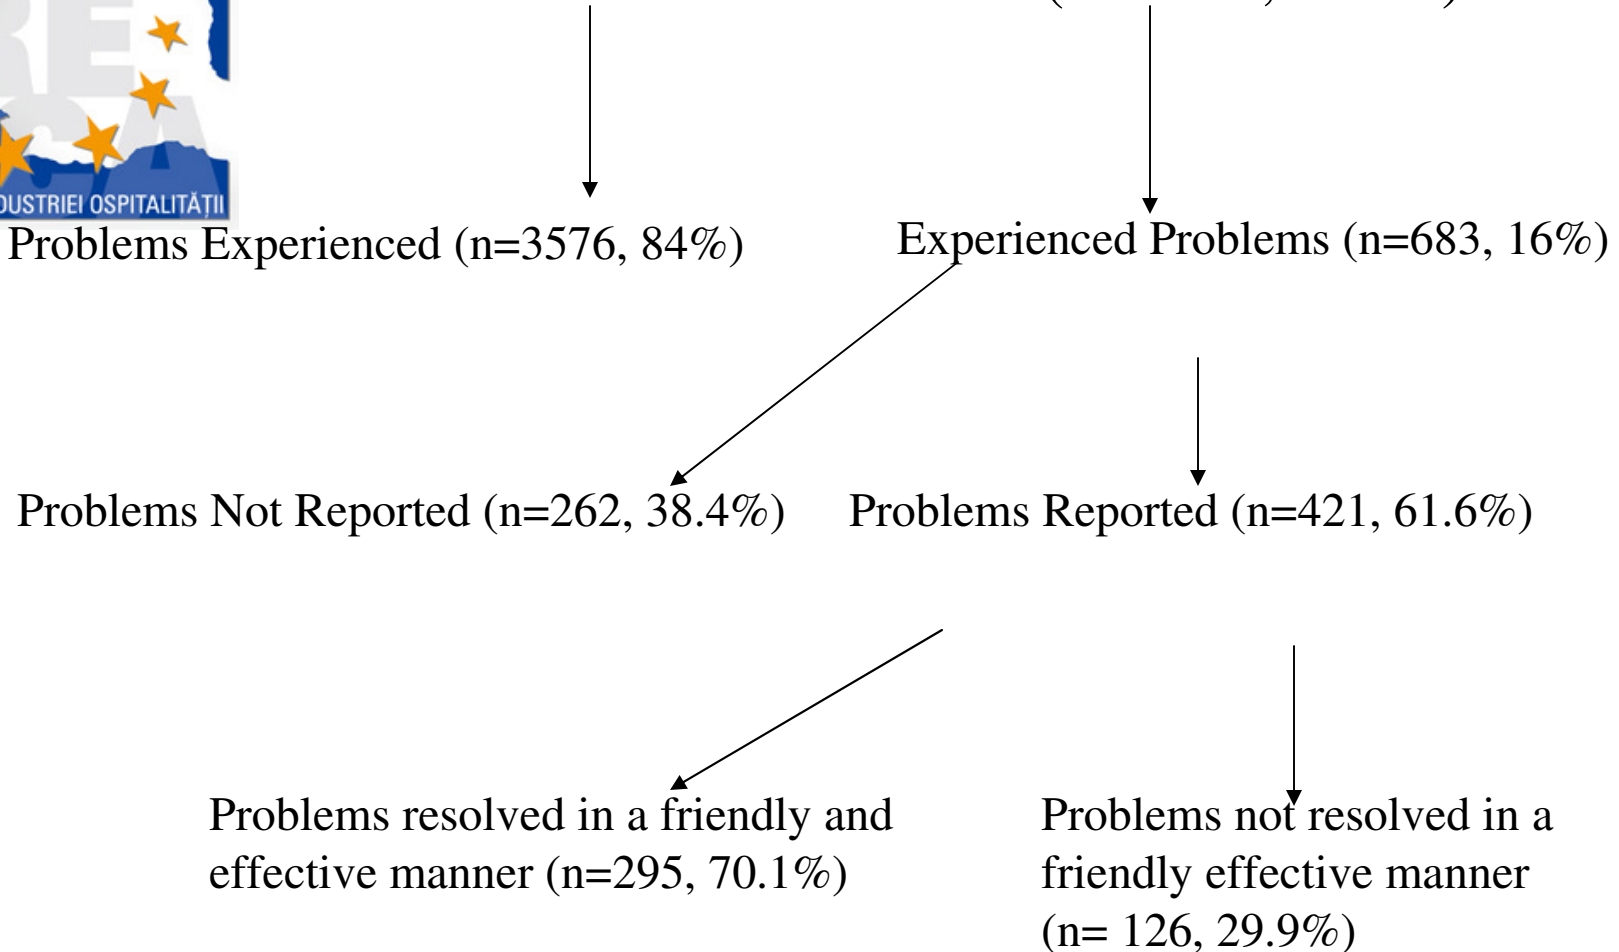 RE
CA
DUSTRIEI OSPITALITĂȚII
Problems Experienced (n=3576, 84%)
Experienced Problems (n=683, 16%)
Problems Not Reported (n=262, 38.4%)
Problems Reported (n=421, 61.6%)
Problems resolved in a friendly and
effective manner (n=295, 70.1%)
Problems not resolved in a
friendly effective manner
(n= 126, 29.9%)